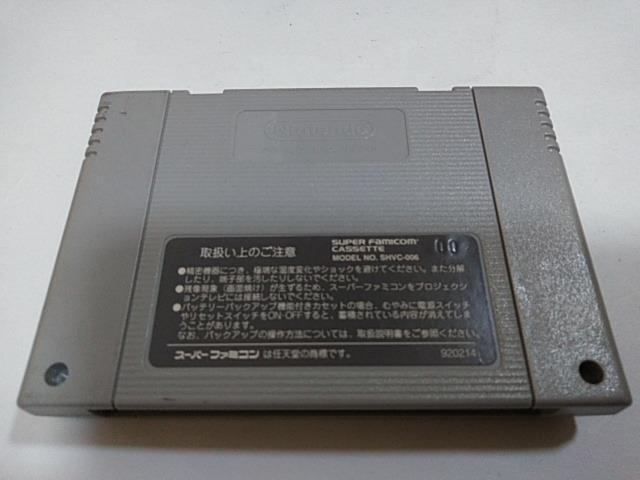 Nintendo
取扱い上のご注意
SUPER FAMICOM
CASSETTE
MODEL NO. SHVC-006
00
●精密機器につき、極端な温度変化やショックを避けてください。また分解
したり、端子部を汚したりしないでください。
●残像現象(画面焼け)が生ずるため、スーパーファミコンをプロジェクシ
ョンテレビには接続しないでください。
●バッテリーバックアップ機能付きカセットの場合、むやみに電源スイッチ
やリセットスイッチをON・OFFすると、蓄積されている内容が消えてしま
うことがあります。
なお、バックアップの操作方法については、取扱説明書をご参照ください。
スーパーファミコンは任天堂の商標です。
920214